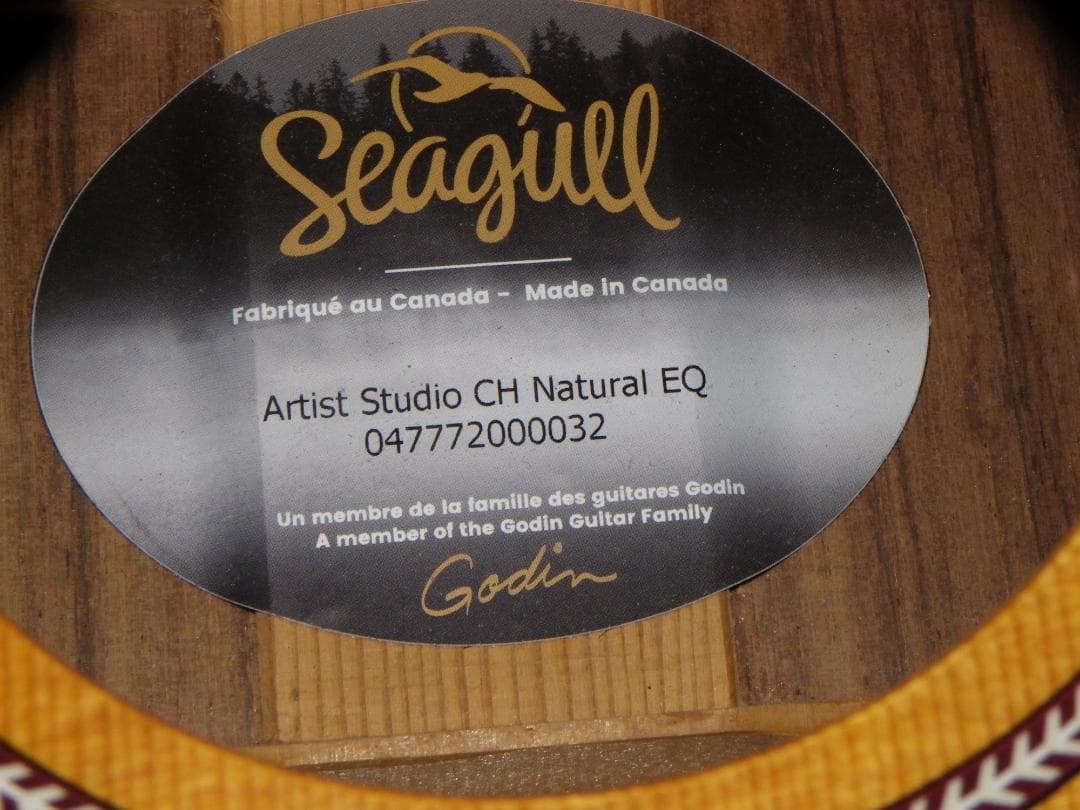 Seagull
Fabriqué au Canada - Made in Canada
Artist Studio CH Natural EQ
047772000032
Un membre de la famille des guitares Godin
A member of the Godin Guitar Family
Godin